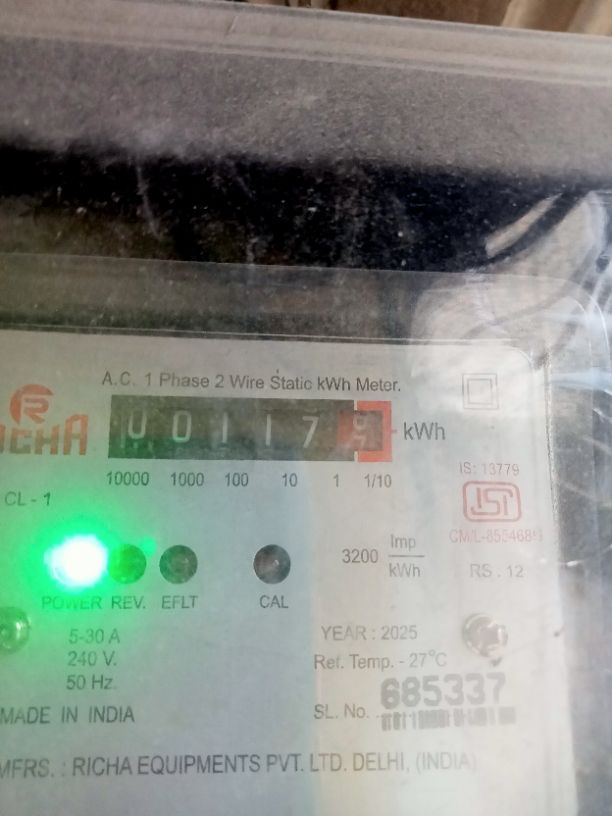 A.C. 1 Phase 2 Wire Static kWh Meter.
R
RICHA
001179 kWh
10000 1000 100 10 1 1/10
IS: 13779
CL - 1
ISI
3200 Imp/kWh
RS . 12
POWER REV. EFLT CAL
5-30 A
240 V.
50 Hz.
YEAR : 2025
Ref. Temp. - 27°C
SL. No. 685337
MADE IN INDIA
MFRS. : RICHA EQUIPMENTS PVT. LTD. DELHI, (INDIA)